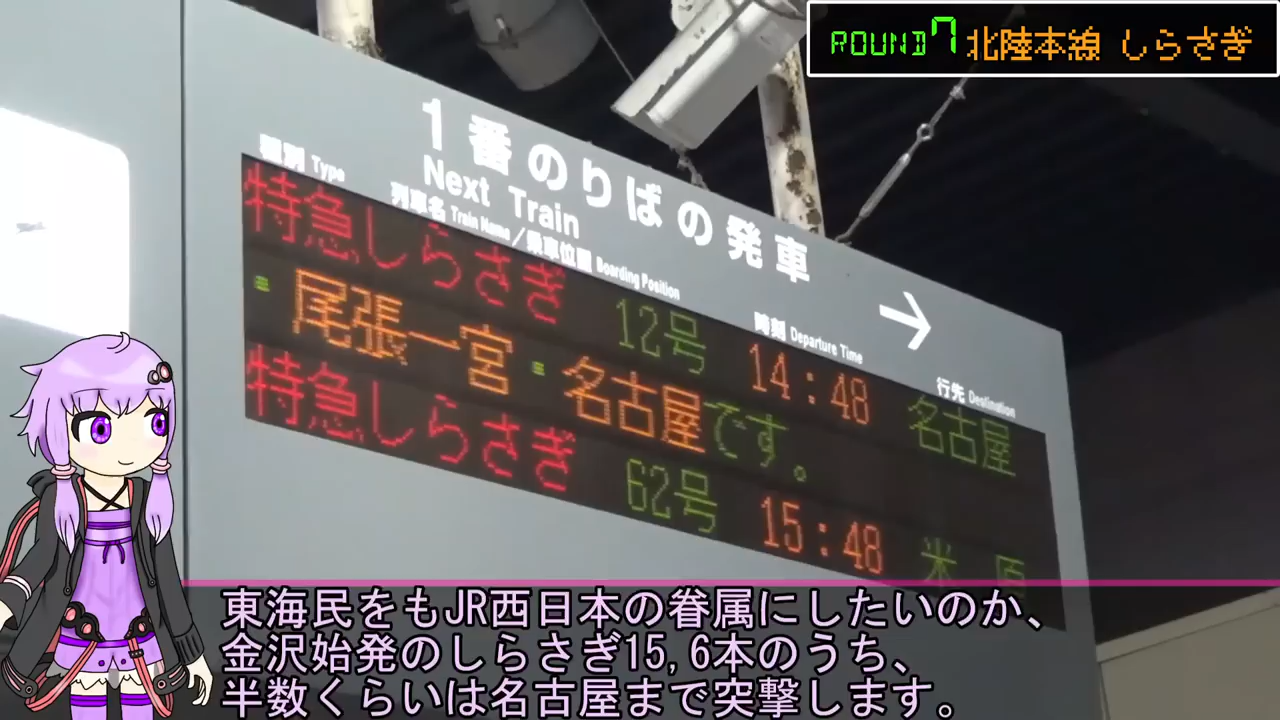 ROUND7 北陸本線 しらさぎ
1番のりばの発車
Next Train
種別 Type
列車名 Train Name/乗車位置 Boarding Position
時刻 Departure Time
行先 Destination
特急しらさぎ 12号 14:48 名古屋
尾張一宮 名古屋です。
特急しらさぎ 62号 15:48 米原
東海民をもJR西日本の眷属にしたいのか、
金沢始発のしらさぎ15,6本のうち、
半数くらいは名古屋まで突撃します。